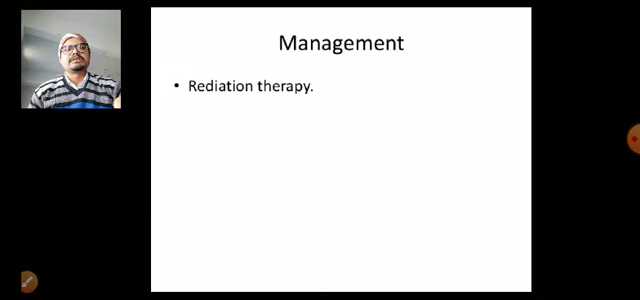 Management
• Rediation therapy.